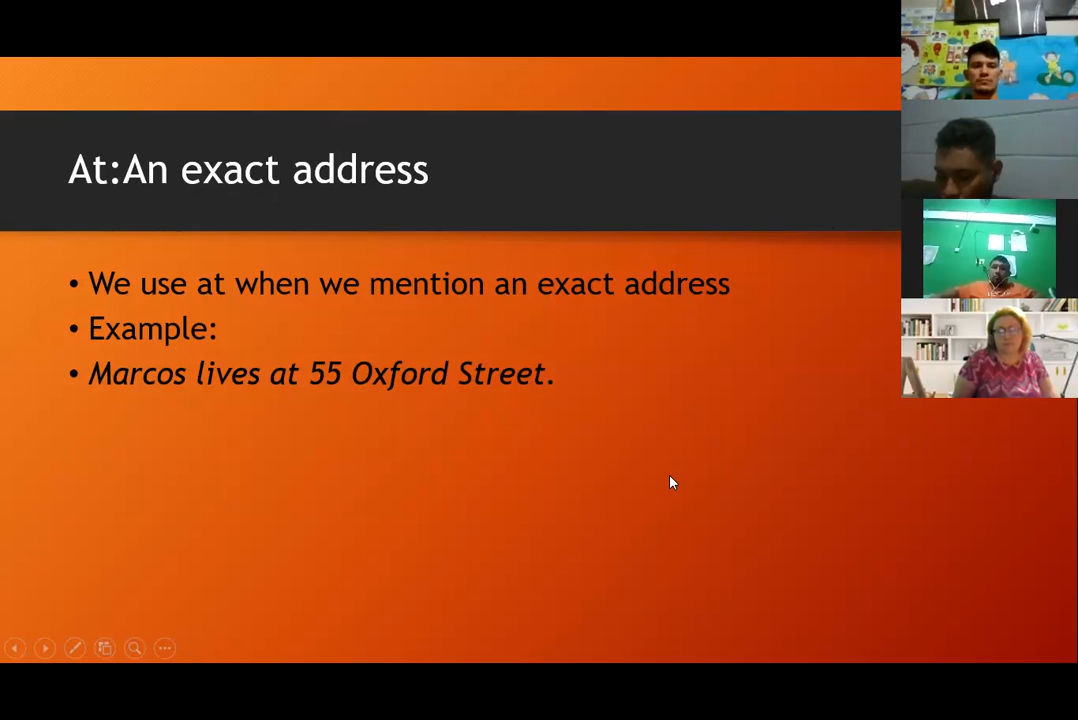 At:An exact address
• We use at when we mention an exact address
• Example:
• Marcos lives at 55 Oxford Street.